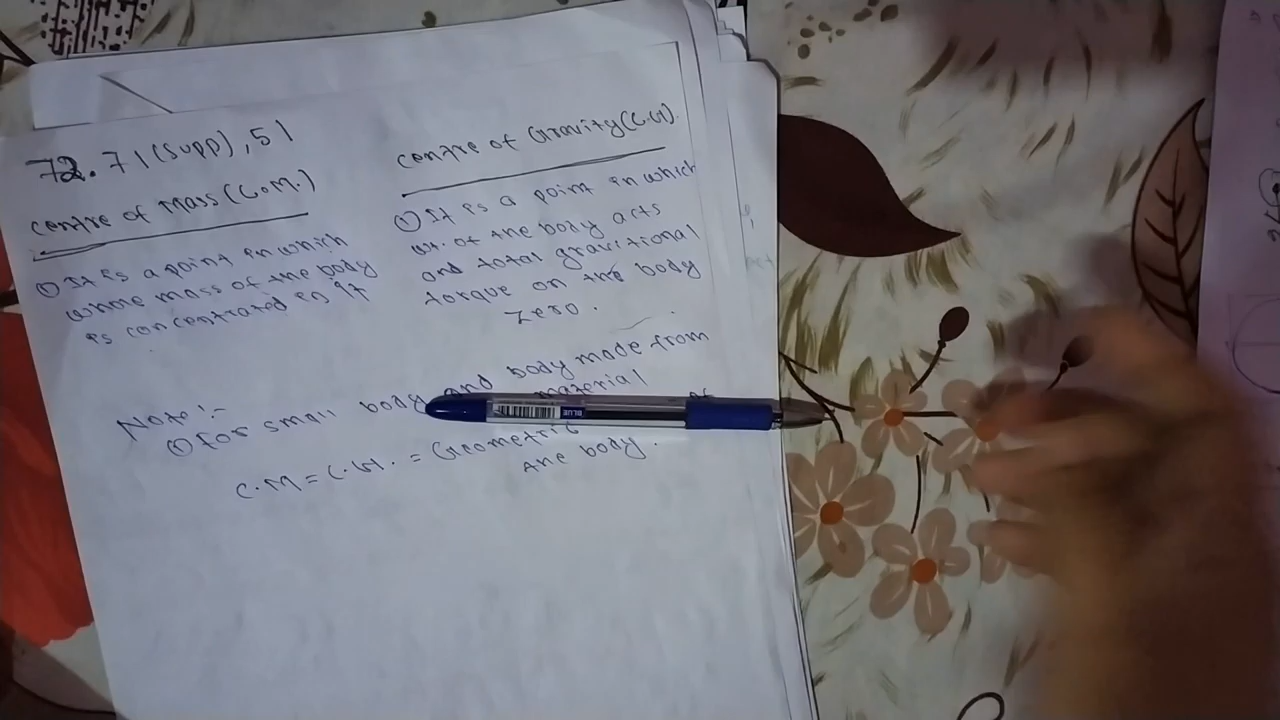 72. 71(Supp), 51
Centre of Mass (C.O.M.)
① It is a point in which
whole mass of the body
is concentrated in it
Centre of Gravity (C.G).
① It is a point in which
wt. of the body acts
and total gravitional
torque on the body
zero.
Note:-
① For small body and body made from
material
C.M = C.G. = Geometric
the body.
BLUE